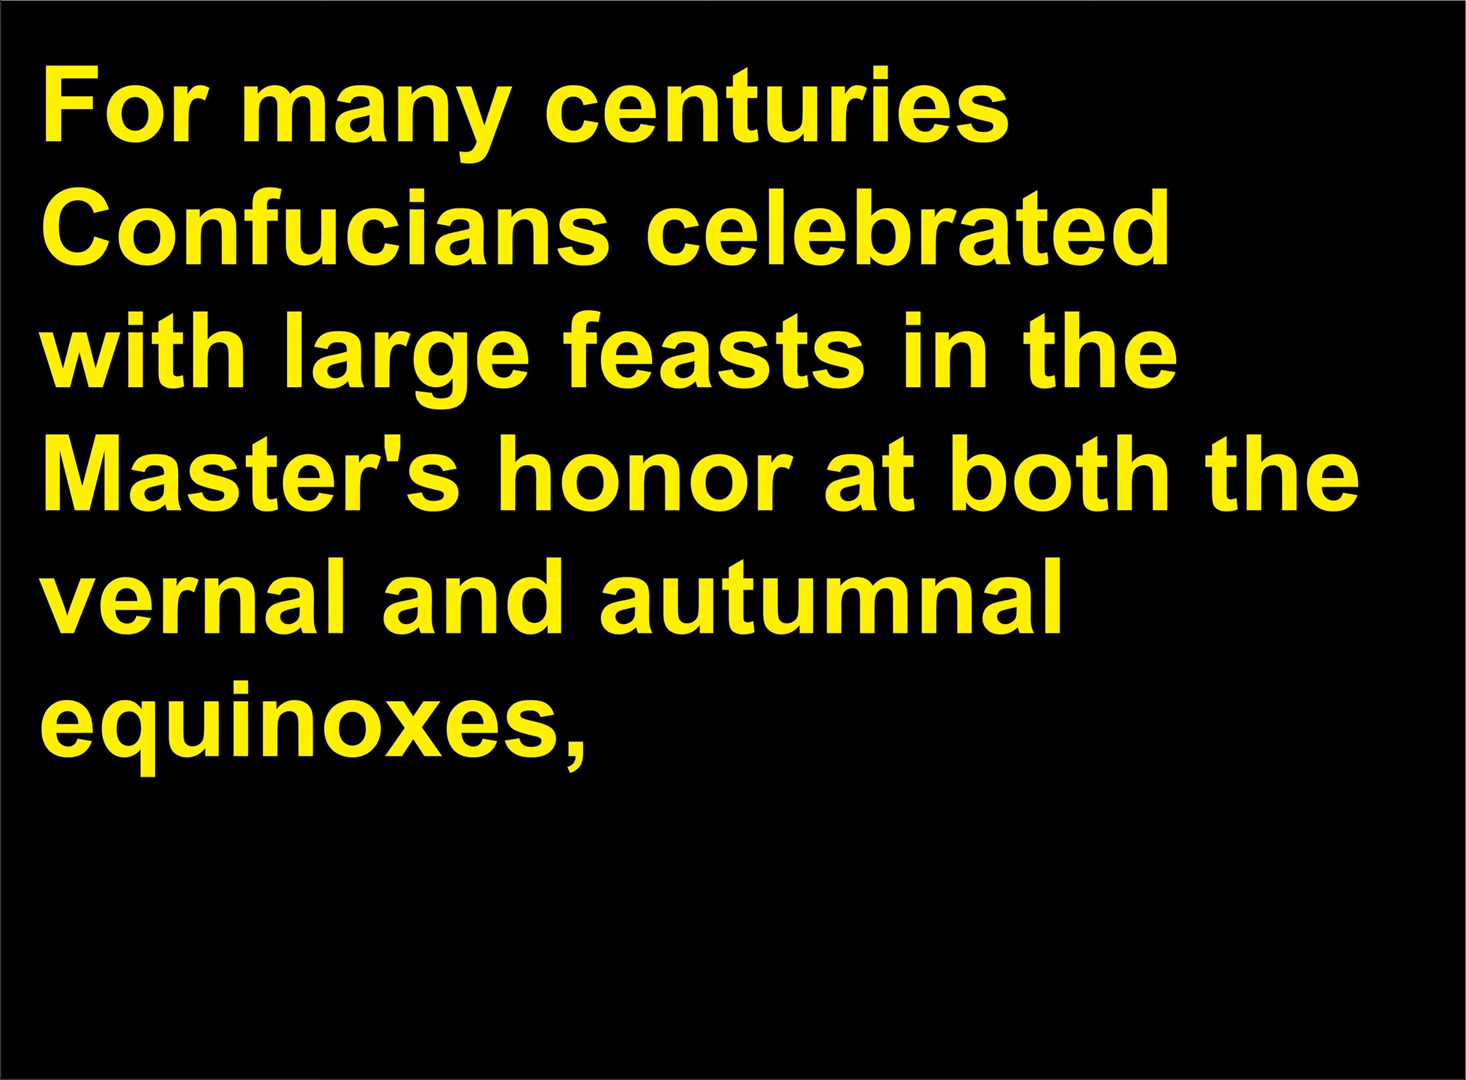 For many centuries
Confucians celebrated
with large feasts in the
Master's honor at both the
vernal and autumnal
equinoxes,